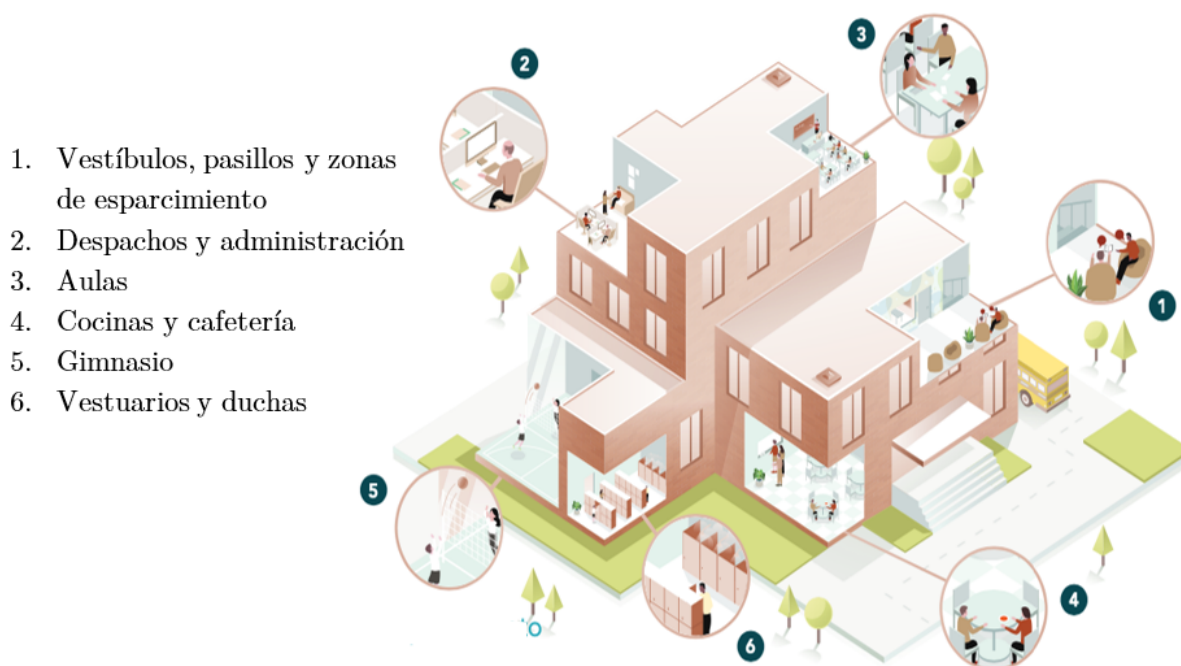 1. Vestíbulos, pasillos y zonas
de esparcimiento
2. Despachos y administración
3. Aulas
4. Cocinas y cafetería
5. Gimnasio
6. Vestuarios y duchas
2
3
1
5
4
6